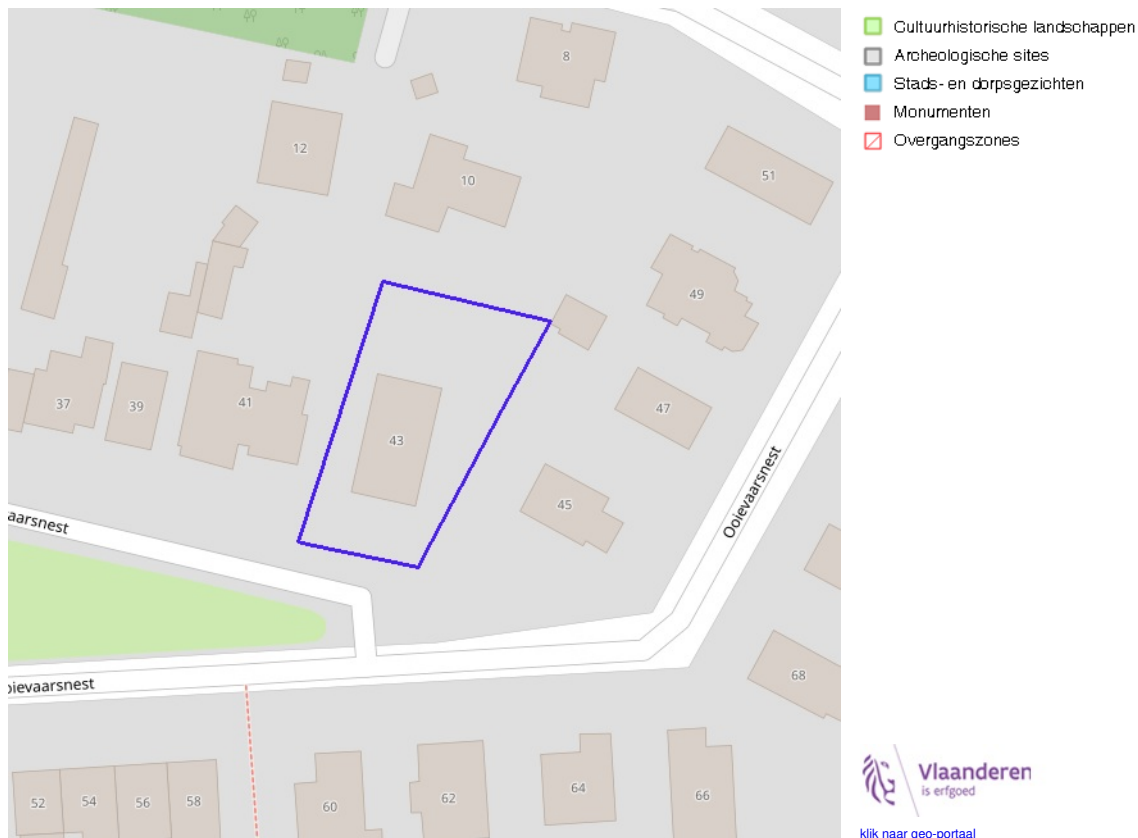 Cultuurhistorische landschappen
Archeologische sites
Stads- en dorpsgezichten
Monumenten
Overgangszones
8
12
10
51
49
37
39
41
43
47
45
aarsnest
Ooievaarsnest
ooievaarsnest
68
52
54
56
58
60
62
64
66
Vlaanderen
is erfgoed
klik naar geo-portaal